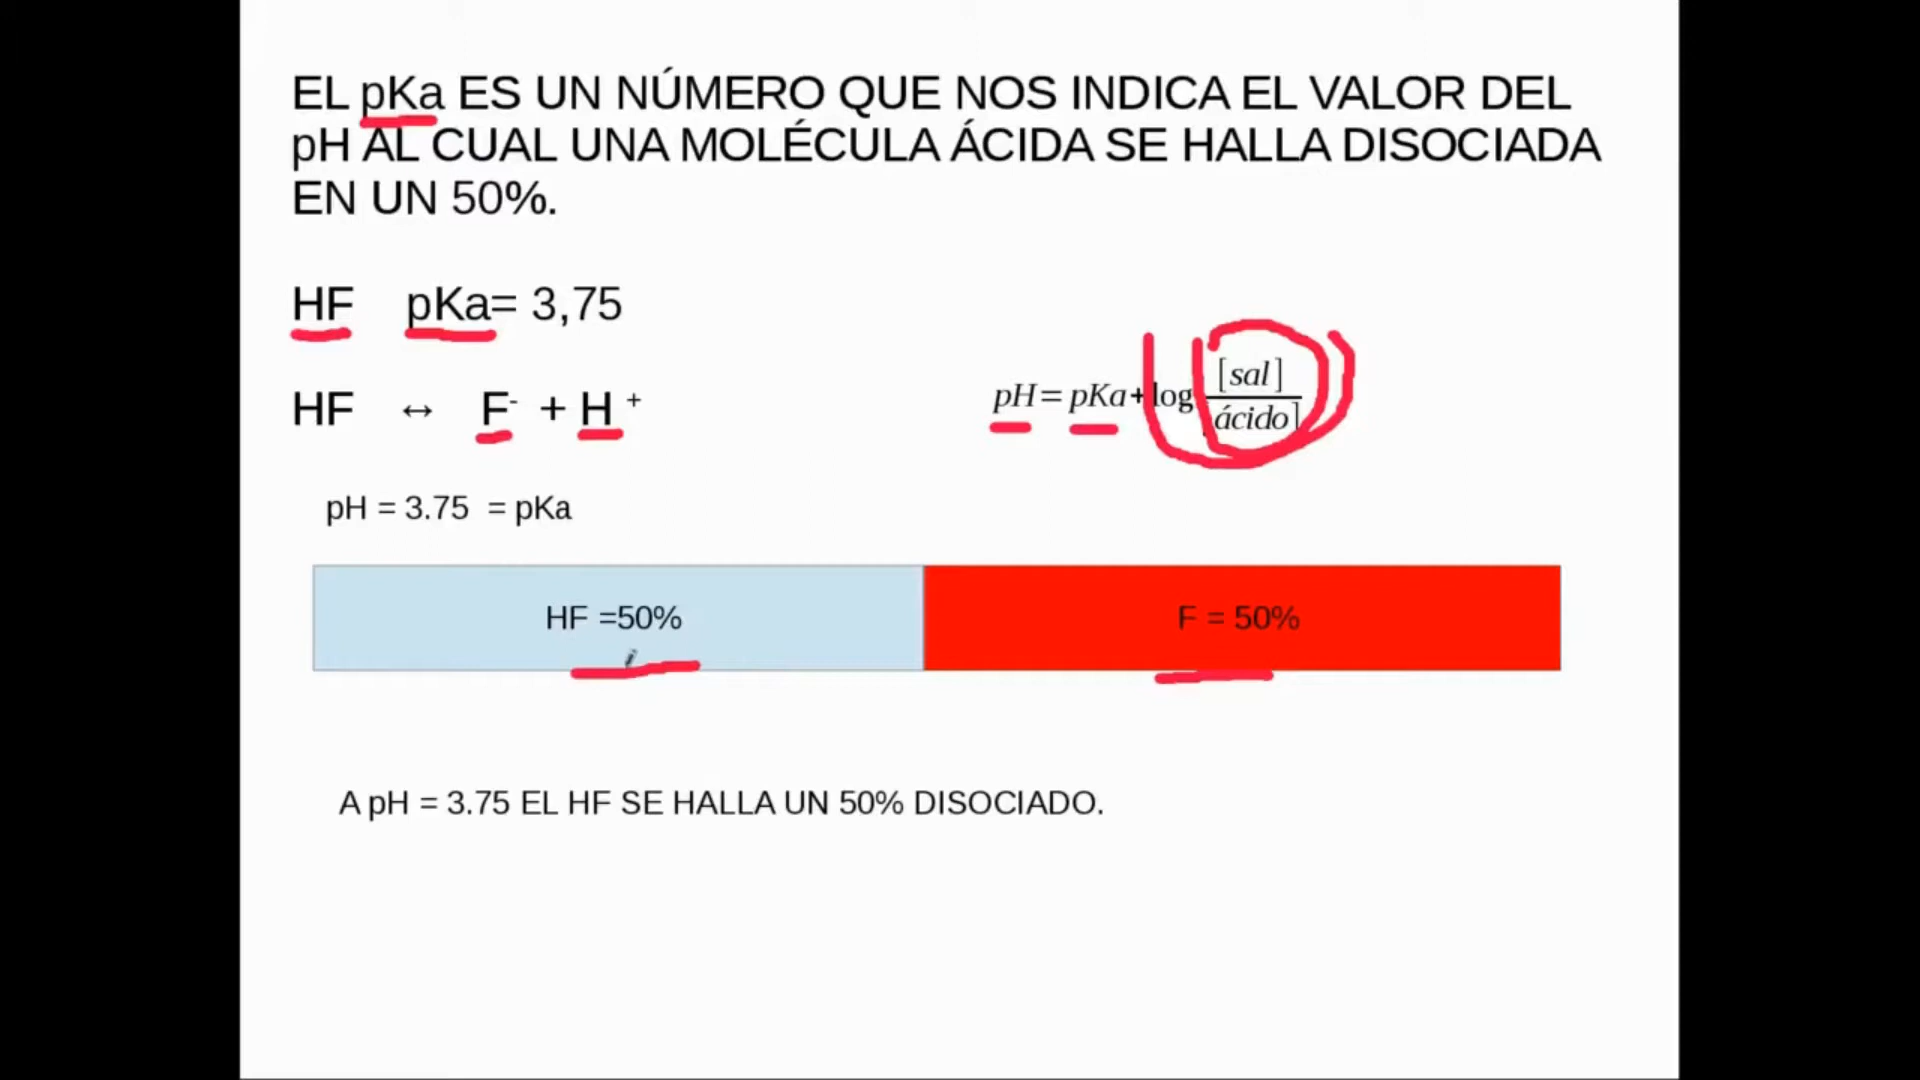 EL pKa ES UN NÚMERO QUE NOS INDICA EL VALOR DEL
pH AL CUAL UNA MOLÉCULA ÁCIDA SE HALLA DISOCIADA
EN UN 50%.
HF pKa= 3,75
HF ↔ F- + H +
pH = pKa + log [sal] / [ácido]
pH = 3.75 = pKa
HF =50%
F = 50%
A pH = 3.75 EL HF SE HALLA UN 50% DISOCIADO.